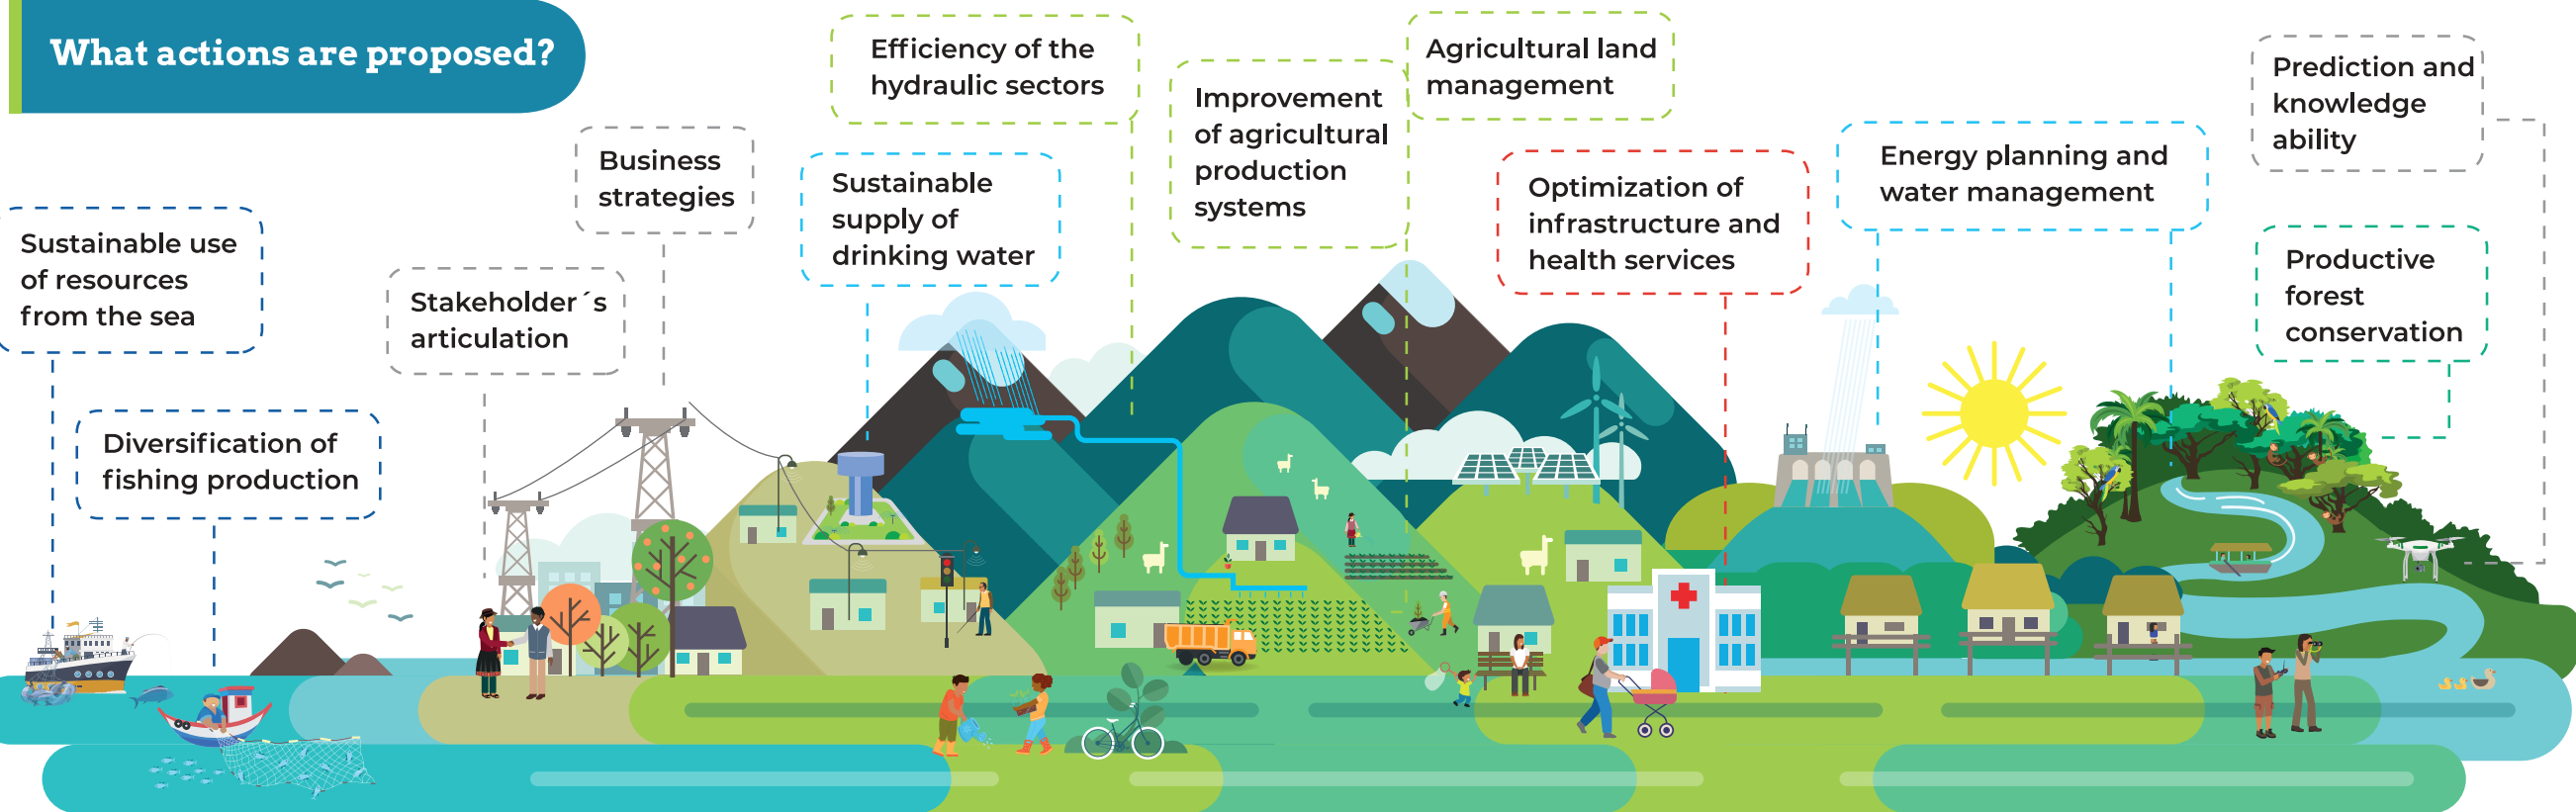 What actions are proposed?
Sustainable use
of resources
from the sea
Diversification of
fishing production
Stakeholder´s
articulation
Business
strategies
Sustainable
supply of
drinking water
Efficiency of the
hydraulic sectors
Improvement
of agricultural
production
systems
Agricultural land
management
Optimization of
infrastructure and
health services
Energy planning and
water management
Prediction and
knowledge
ability
Productive
forest
conservation